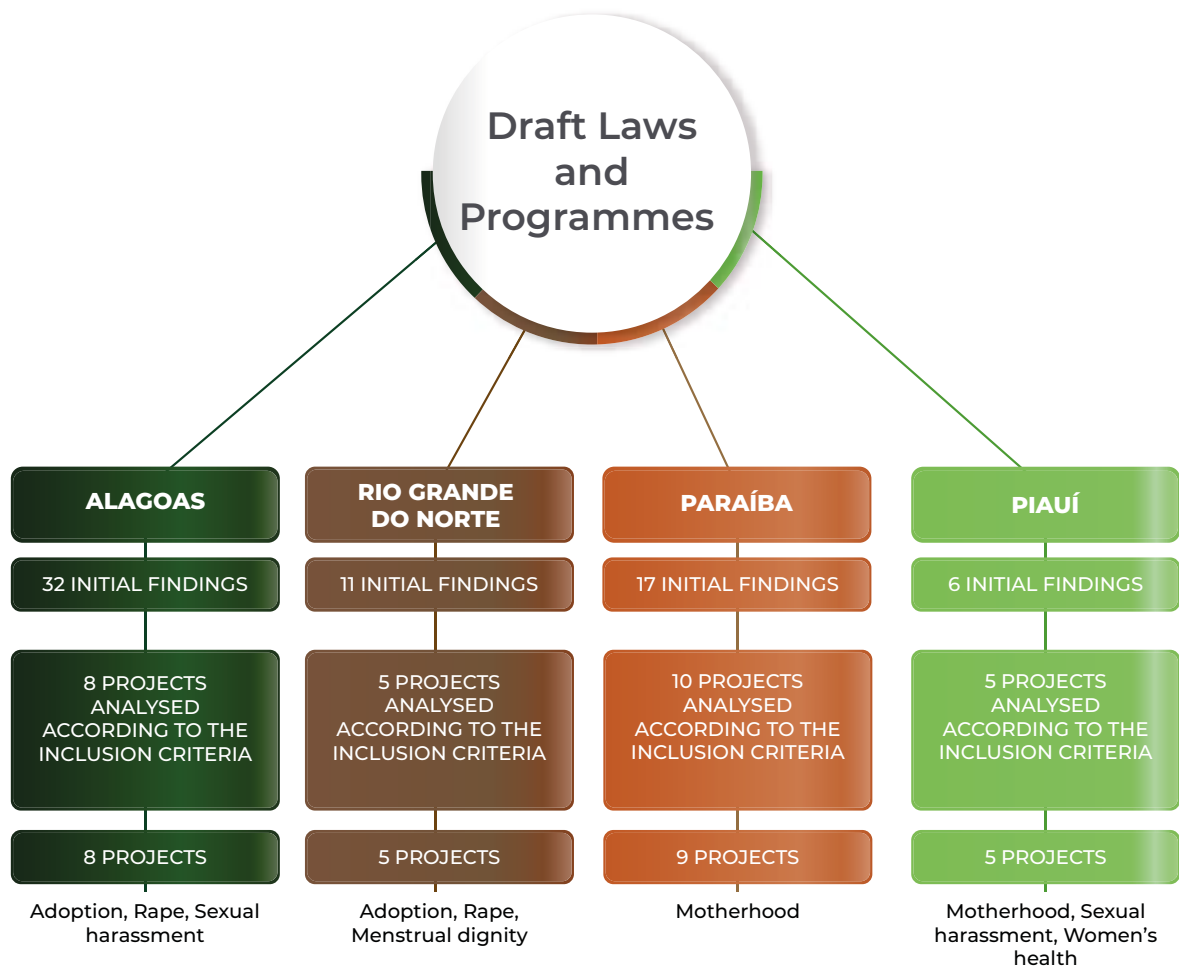 Draft Laws
and
Programmes
ALAGOAS
32 INITIAL FINDINGS
8 PROJECTS
ANALYSED
ACCORDING TO THE
INCLUSION CRITERIA
8 PROJECTS
Adoption, Rape, Sexual
harassment
RIO GRANDE
DO NORTE
11 INITIAL FINDINGS
5 PROJECTS
ANALYSED
ACCORDING TO THE
INCLUSION CRITERIA
5 PROJECTS
Adoption, Rape,
Menstrual dignity
PARAÍBA
17 INITIAL FINDINGS
10 PROJECTS
ANALYSED
ACCORDING TO THE
INCLUSION CRITERIA
9 PROJECTS
Motherhood
PIAUÍ
6 INITIAL FINDINGS
5 PROJECTS
ANALYSED
ACCORDING TO THE
INCLUSION CRITERIA
5 PROJECTS
Motherhood, Sexual
harassment, Women’s
health